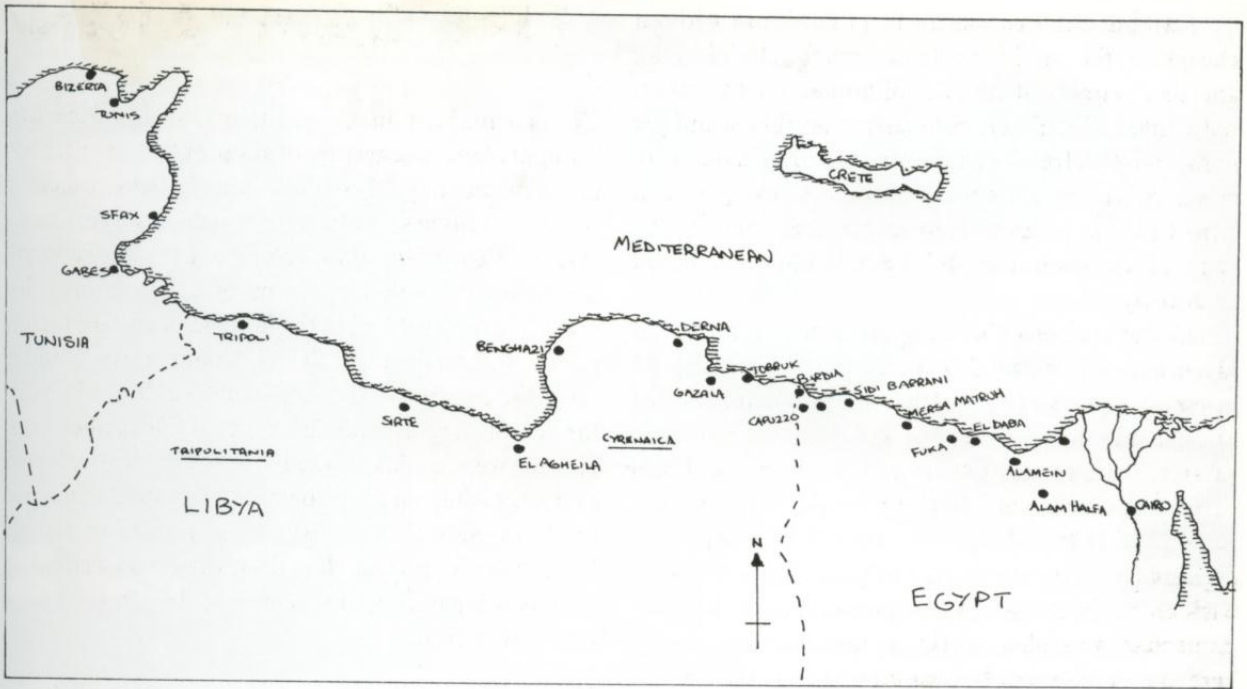 BIZERTA
TUNIS
CRETE
SFAX
MEDITERRANEAN
GABES
DERNA
TUNISIA
TRIPOLI
BENGHAZI
TOBRUK
BARDIA
SIDI BARRANI
GAZALA
CAPUZZO
MERSA MATRUH
SIRTE
CYRENAICA
FUKA
EL DABA
TRIPOLITANIA
EL AGHEILA
ALAMEIN
LIBYA
ALAM HALFA
CAIRO
N
EGYPT